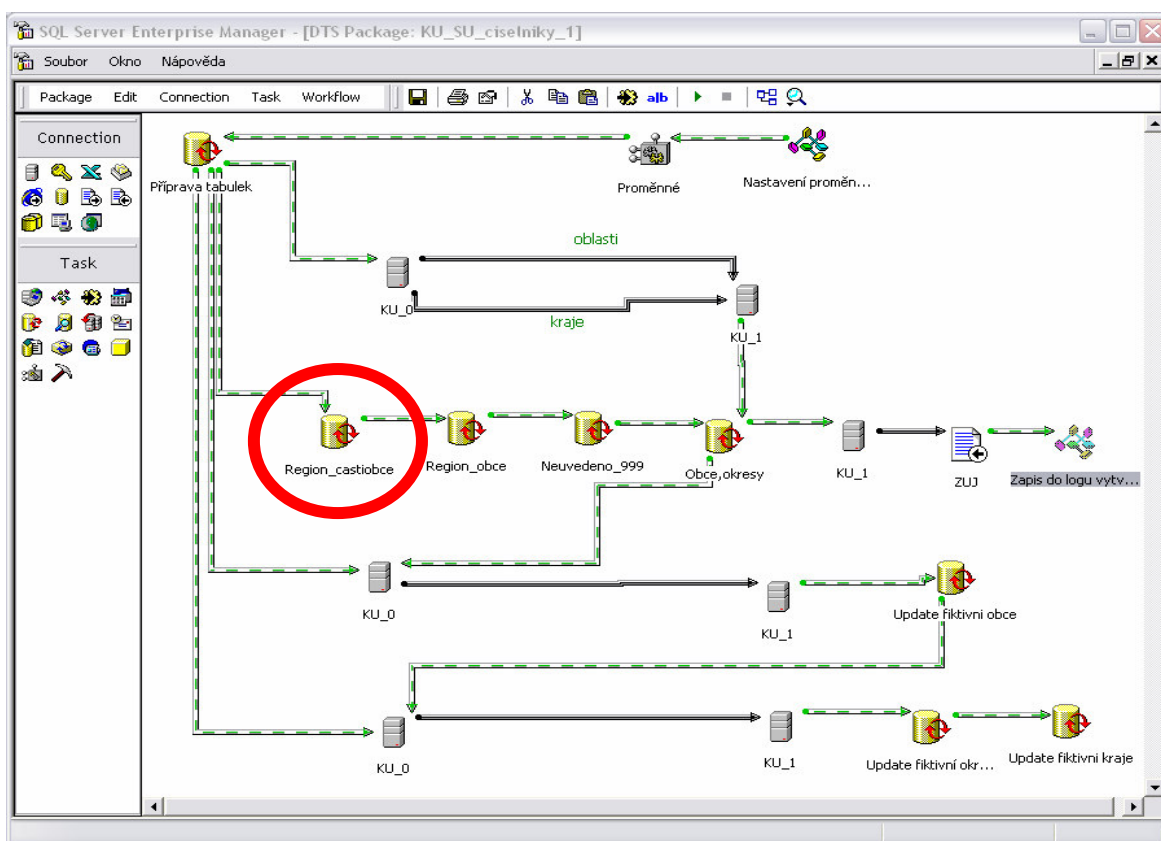 SQL Server Enterprise Manager - [DTS Package: KU_SU_ciselniky_1]
Soubor Okno Nápověda
Package Edit Connection Task Workflow
alb
Connection
Task
Příprava tabulek
Proměnné
Nastavení proměn...
oblasti
KU_0
kraje
KU_1
Region_castiobce
Region_obce
Neuvedeno_999
Obce,okresy
KU_1
ZUJ
Zapis do logu vytv...
KU_0
KU_1
Update fiktivni obce
KU_0
KU_1
Update fiktivní okr...
Update fiktivni kraje